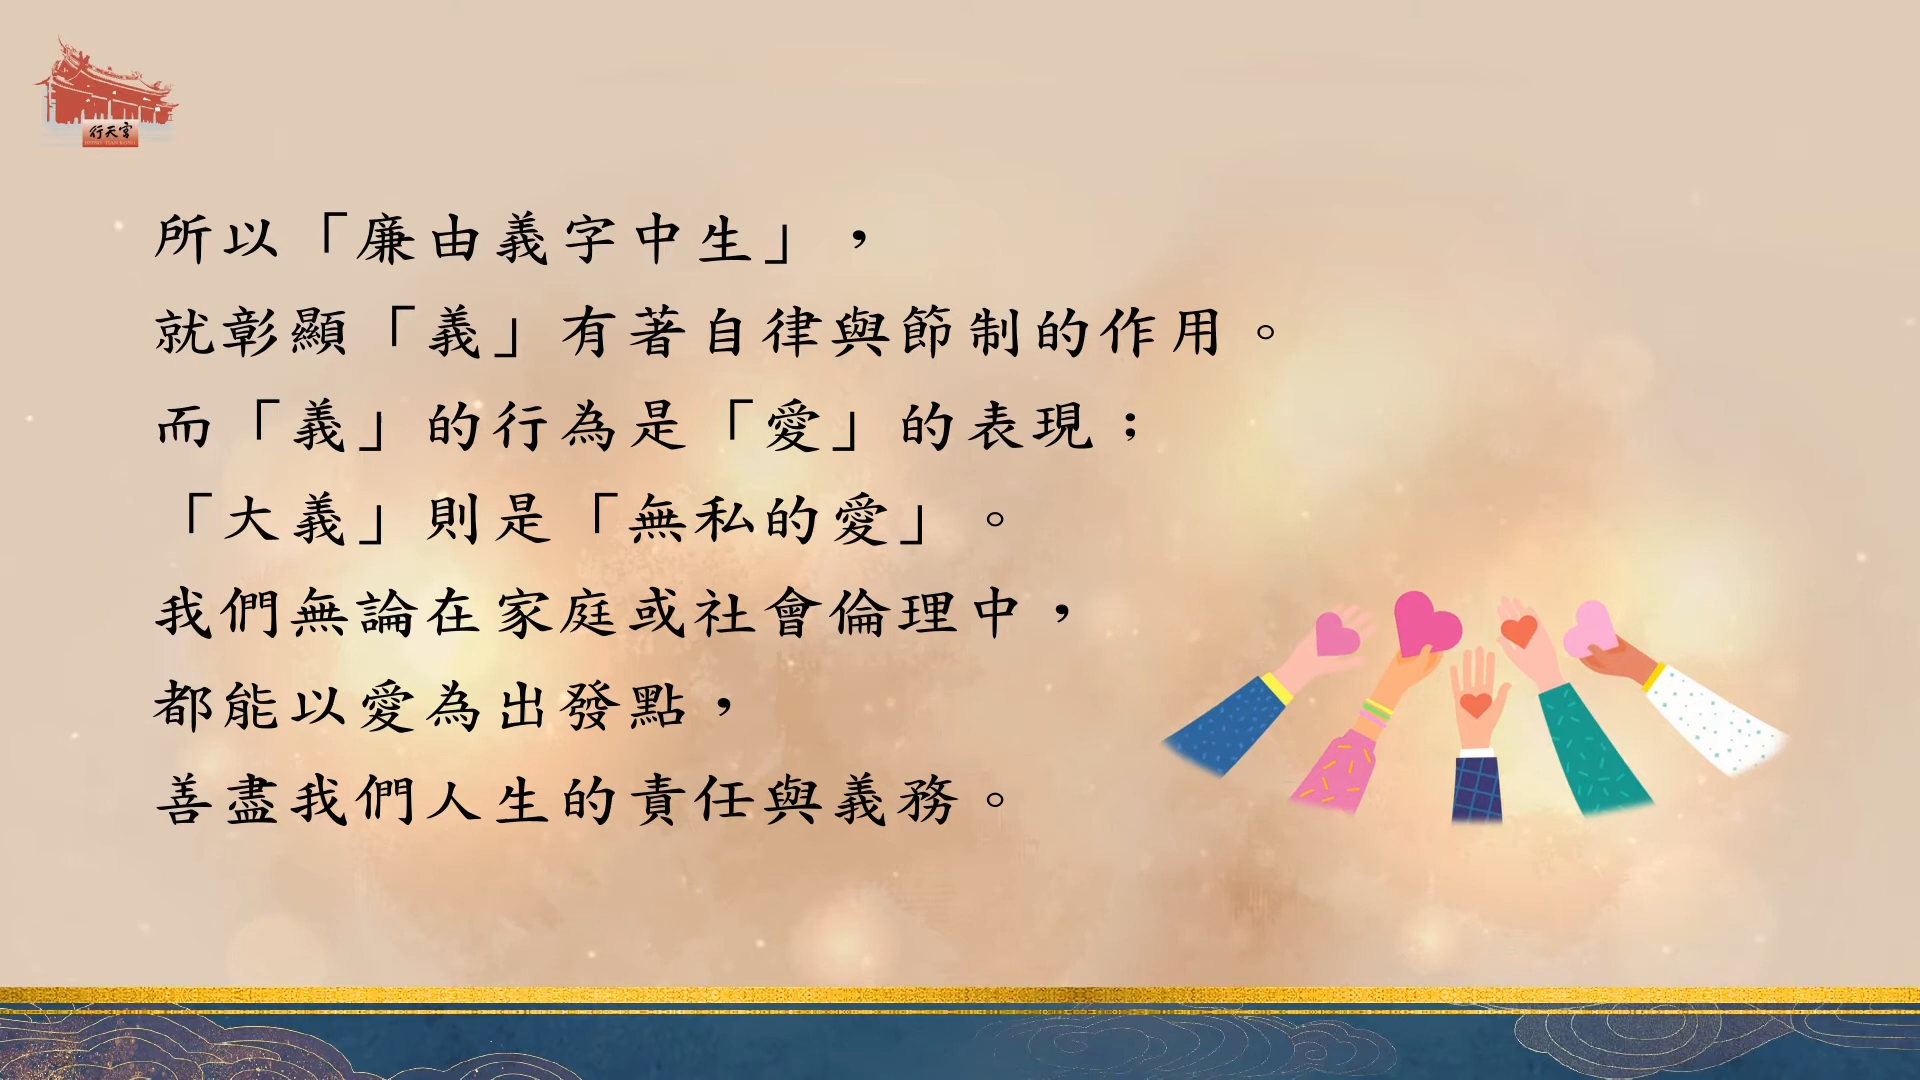 行天宮
HSING TIAN KONG
所以「廉由義字中生」，
就彰顯「義」有著自律與節制的作用。
而「義」的行為是「愛」的表現；
「大義」則是「無私的愛」。
我們無論在家庭或社會倫理中，
都能以愛為出發點，
善盡我們人生的責任與義務。